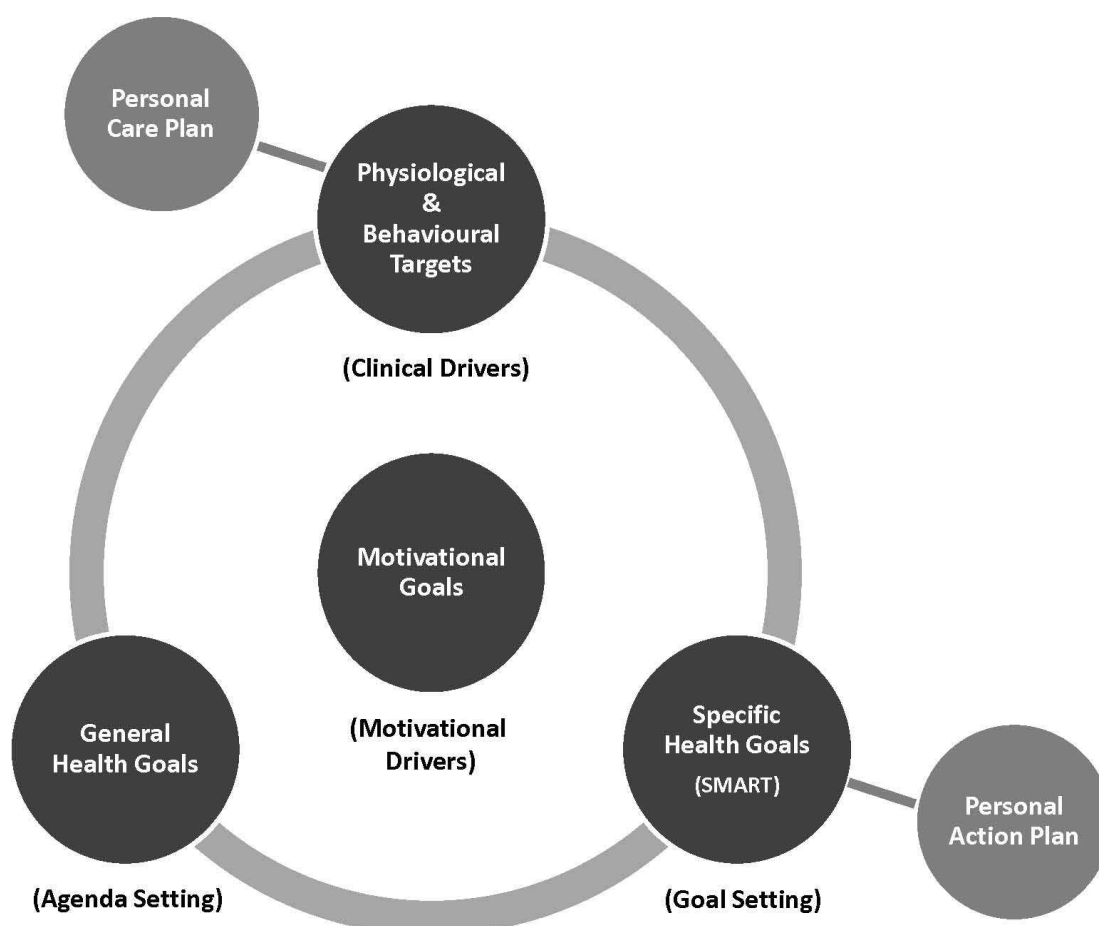 Personal
Care Plan
Physiological
&
Behavioural
Targets
(Clinical Drivers)
Motivational
Goals
(Motivational
Drivers)
General
Health Goals
(Agenda Setting)
Specific
Health Goals
(SMART)
(Goal Setting)
Personal
Action Plan